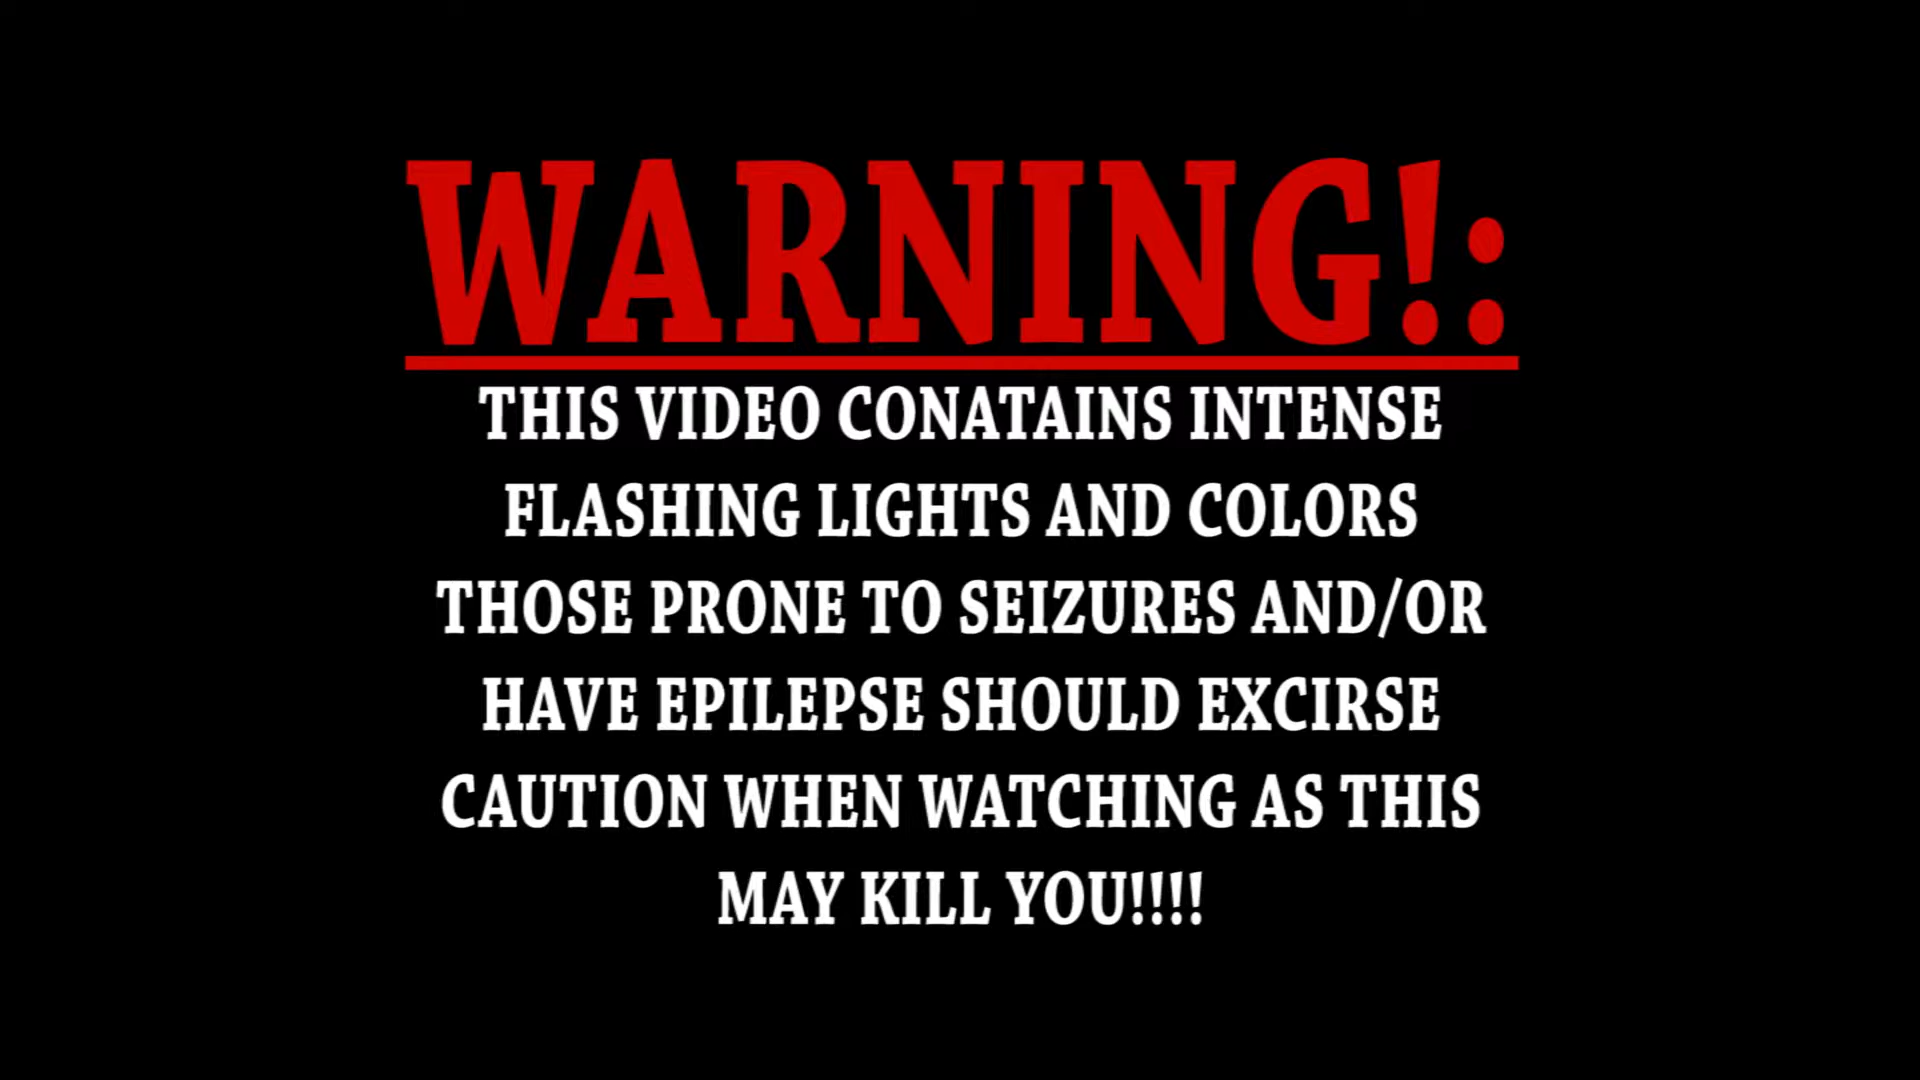 WARNING!:
THIS VIDEO CONATAINS INTENSE
FLASHING LIGHTS AND COLORS
THOSE PRONE TO SEIZURES AND/OR
HAVE EPILEPSE SHOULD EXCIRSE
CAUTION WHEN WATCHING AS THIS
MAY KILL YOU!!!!